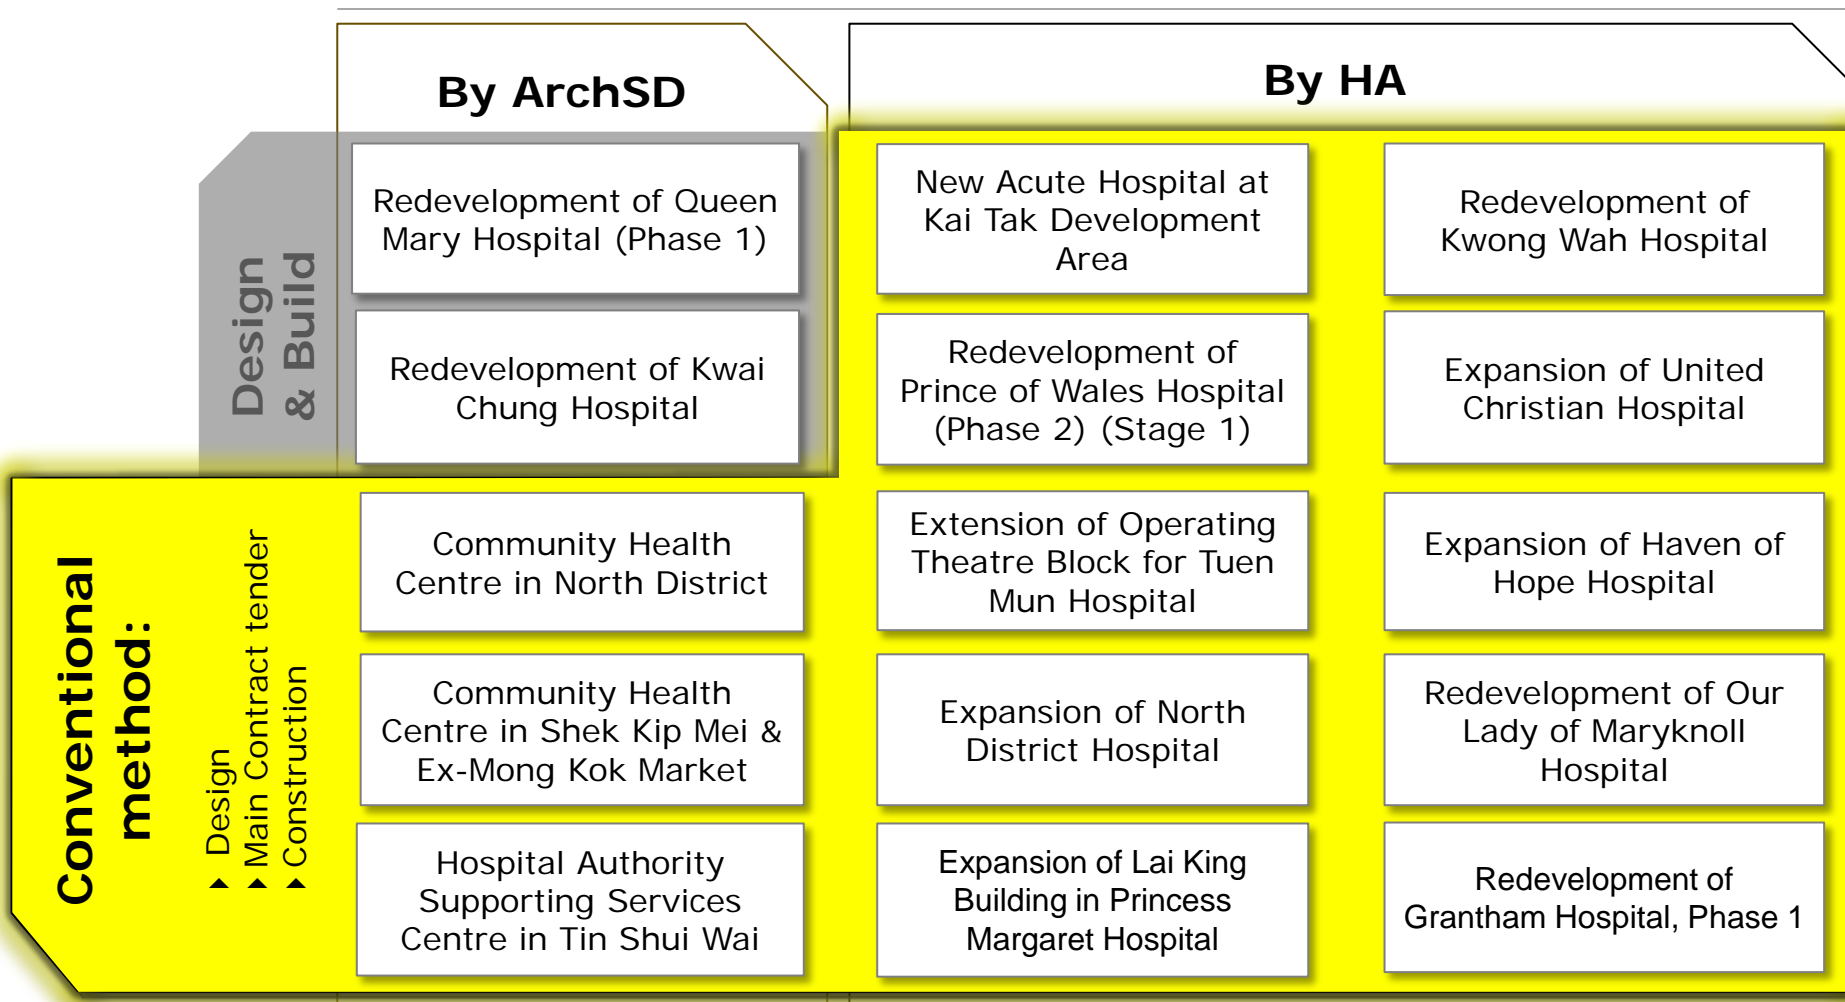 By ArchSD
By HA
Design
& Build
Redevelopment of Queen
Mary Hospital (Phase 1)
New Acute Hospital at
Kai Tak Development
Area
Redevelopment of
Kwong Wah Hospital
Redevelopment of Kwai
Chung Hospital
Redevelopment of
Prince of Wales Hospital
(Phase 2) (Stage 1)
Expansion of United
Christian Hospital
Conventional
method:
Design
Main Contract tender
Construction
Community Health
Centre in North District
Extension of Operating
Theatre Block for Tuen
Mun Hospital
Expansion of Haven of
Hope Hospital
Community Health
Centre in Shek Kip Mei &
Ex-Mong Kok Market
Expansion of North
District Hospital
Redevelopment of Our
Lady of Maryknoll
Hospital
Hospital Authority
Supporting Services
Centre in Tin Shui Wai
Expansion of Lai King
Building in Princess
Margaret Hospital
Redevelopment of
Grantham Hospital, Phase 1